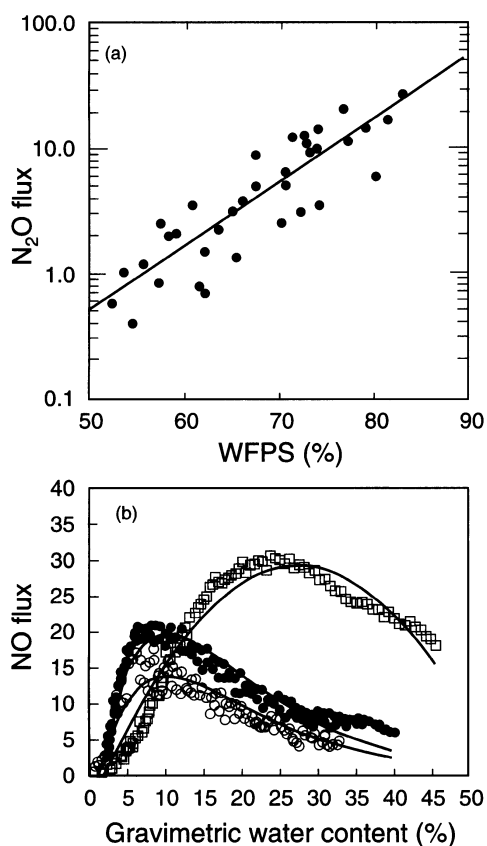 100.0
(a)
10.0
N₂O flux
1.0
0.1
50 60 70 80 90
WFPS (%)
40
(b)
35
30
25
NO flux
20
15
10
5
0
0 5 10 15 20 25 30 35 40 45 50
Gravimetric water content (%)